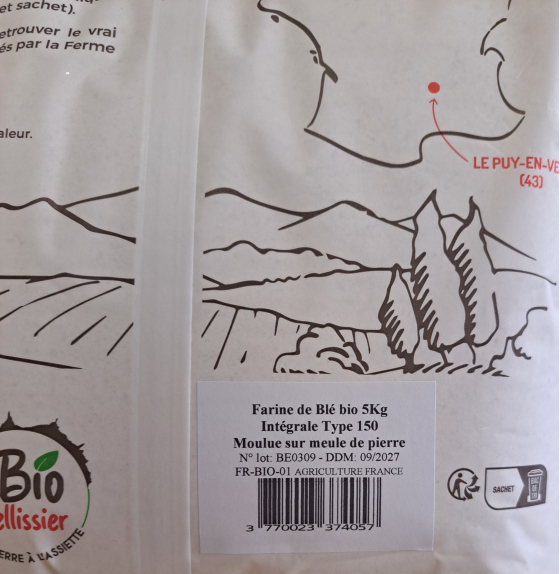 et sachet).
etrouver le vrai
és par la Ferme
aleur.
LE PUY-EN-VE
(43)
Farine de Blé bio 5Kg
Intégrale Type 150
Moulue sur meule de pierre
N° lot: BE0309 - DDM: 09/2027
FR-BIO-01 AGRICULTURE FRANCE
3 770023 374057
Bio
ellissier
ERRE À L'ASSIETTE
SACHET